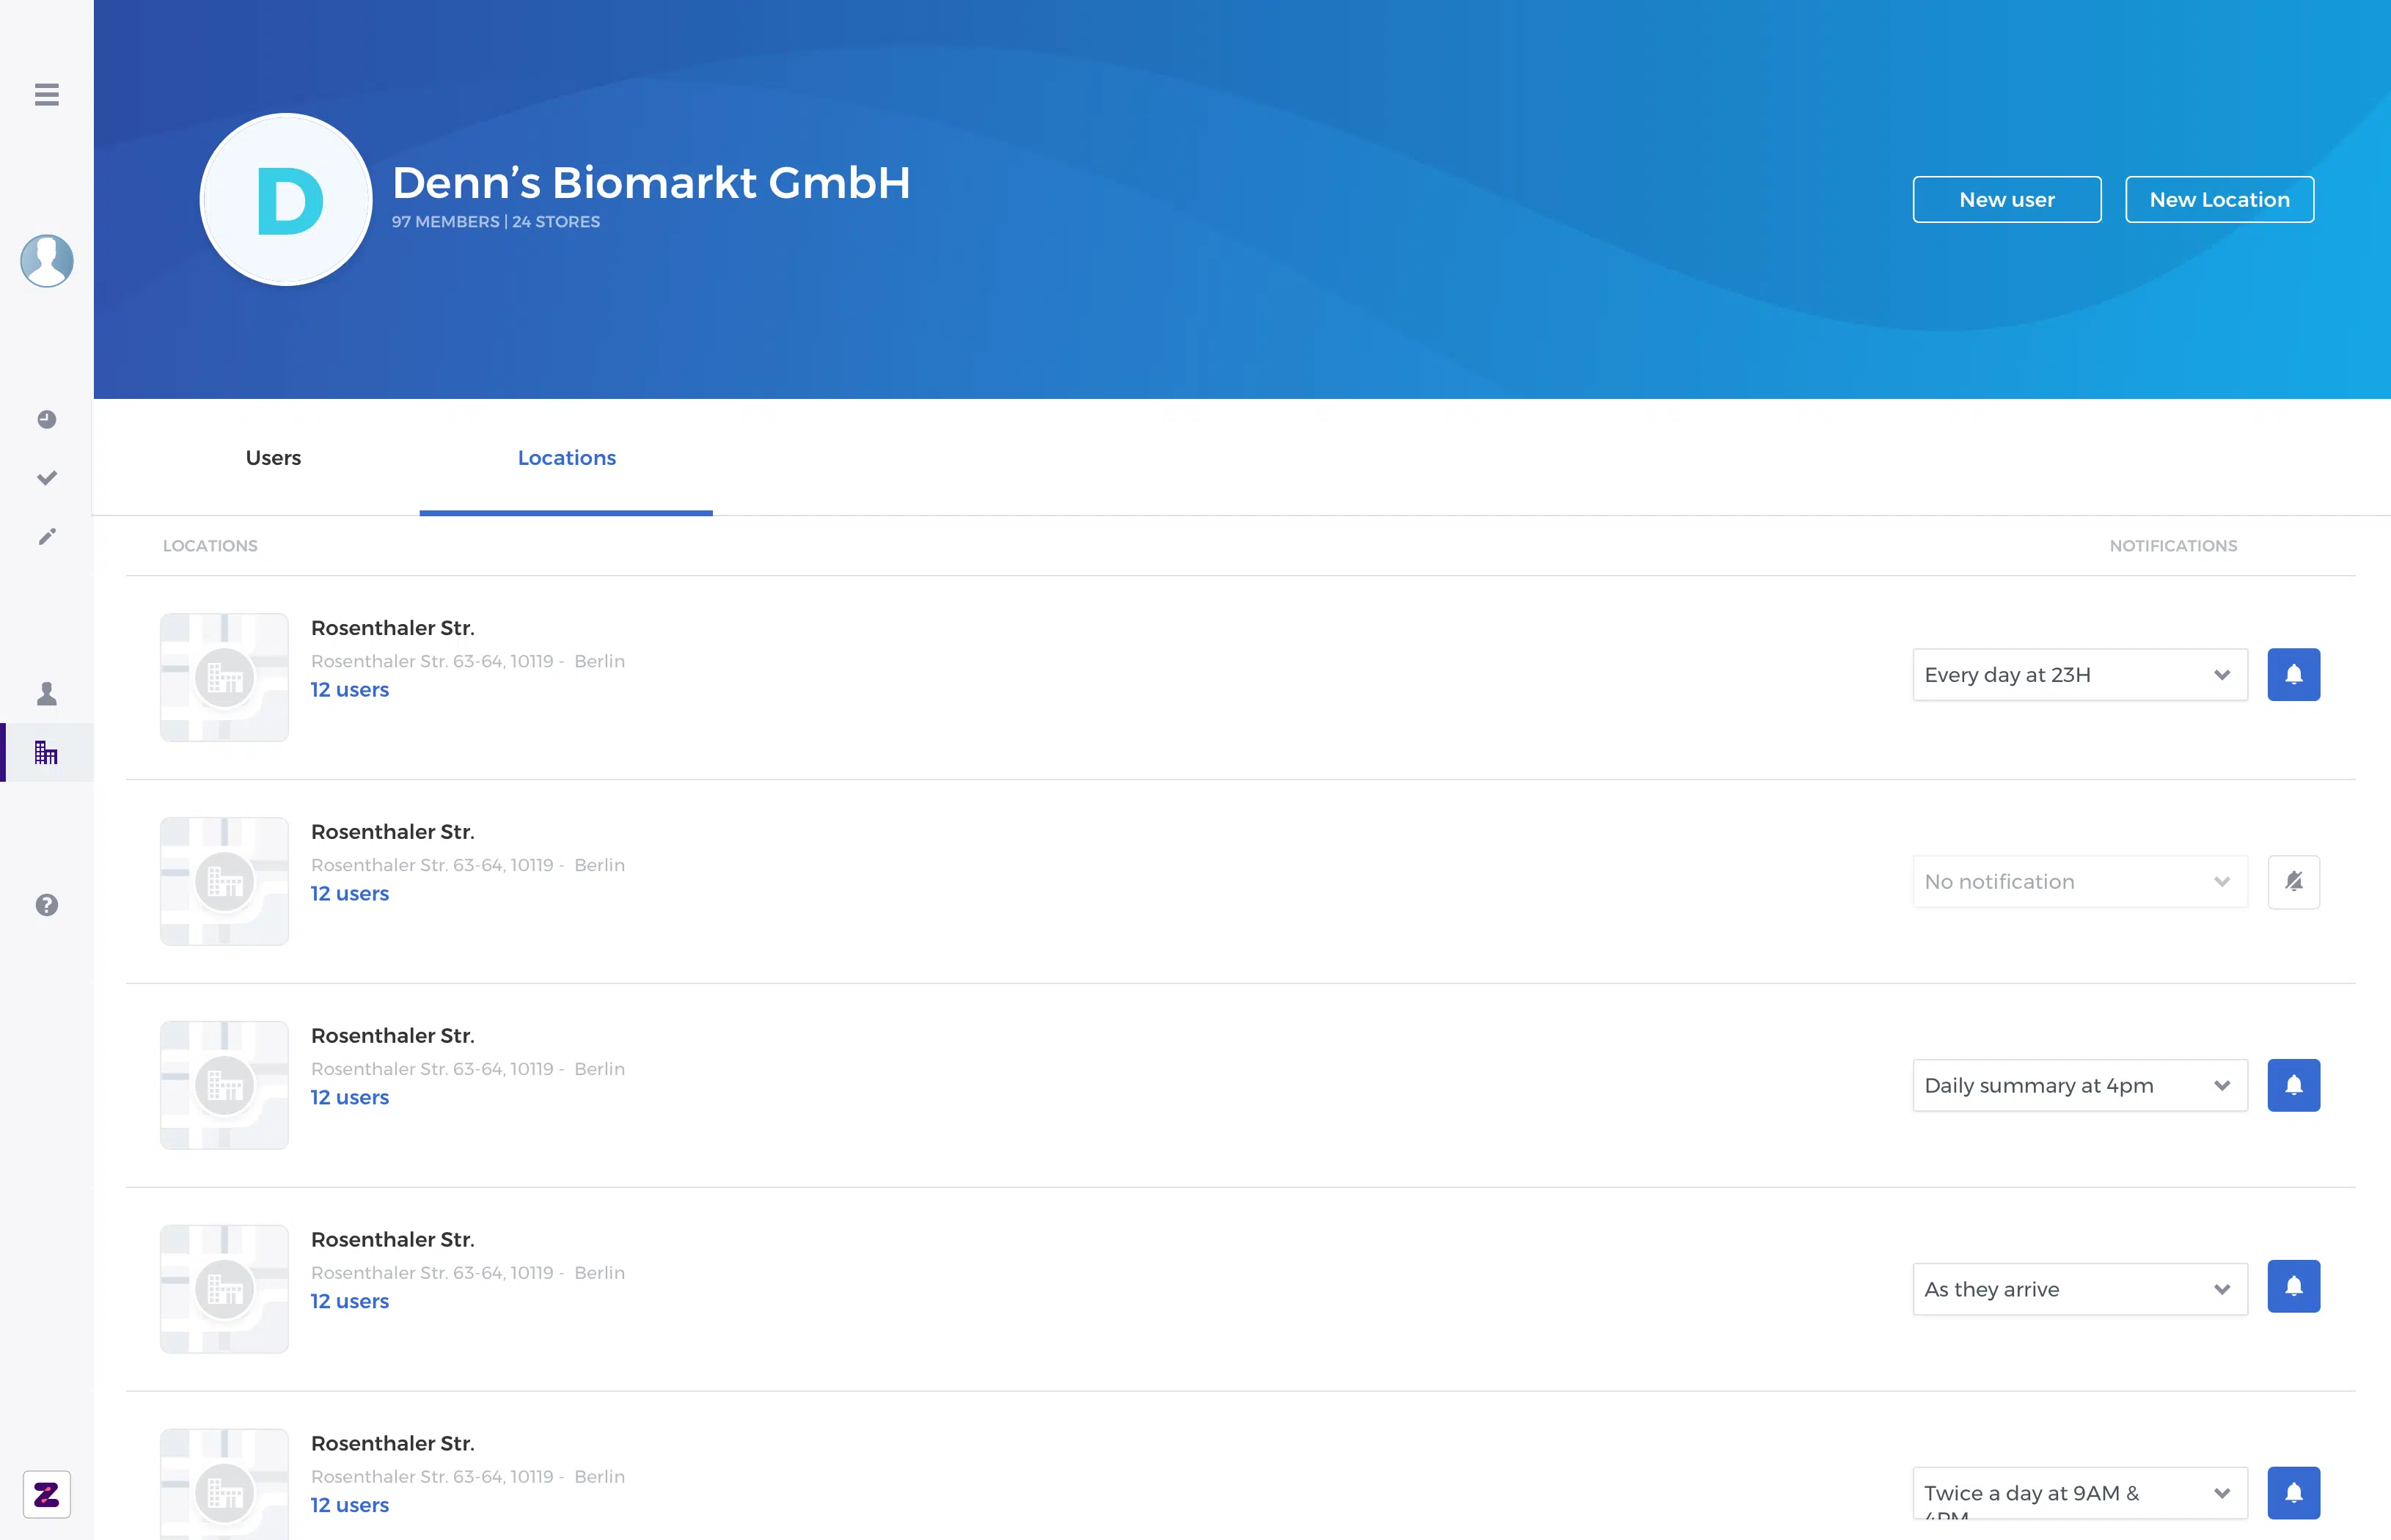 D
Denn’s Biomarkt GmbH
97 MEMBERS | 24 STORES
New user
New Location
Users
Locations
LOCATIONS
NOTIFICATIONS
Rosenthaler Str.
Rosenthaler Str. 63-64, 10119 - Berlin
12 users
Every day at 23H
Rosenthaler Str.
Rosenthaler Str. 63-64, 10119 - Berlin
12 users
No notification
Rosenthaler Str.
Rosenthaler Str. 63-64, 10119 - Berlin
12 users
Daily summary at 4pm
Rosenthaler Str.
Rosenthaler Str. 63-64, 10119 - Berlin
12 users
As they arrive
Rosenthaler Str.
Rosenthaler Str. 63-64, 10119 - Berlin
12 users
Twice a day at 9AM &
4PM
?
Z